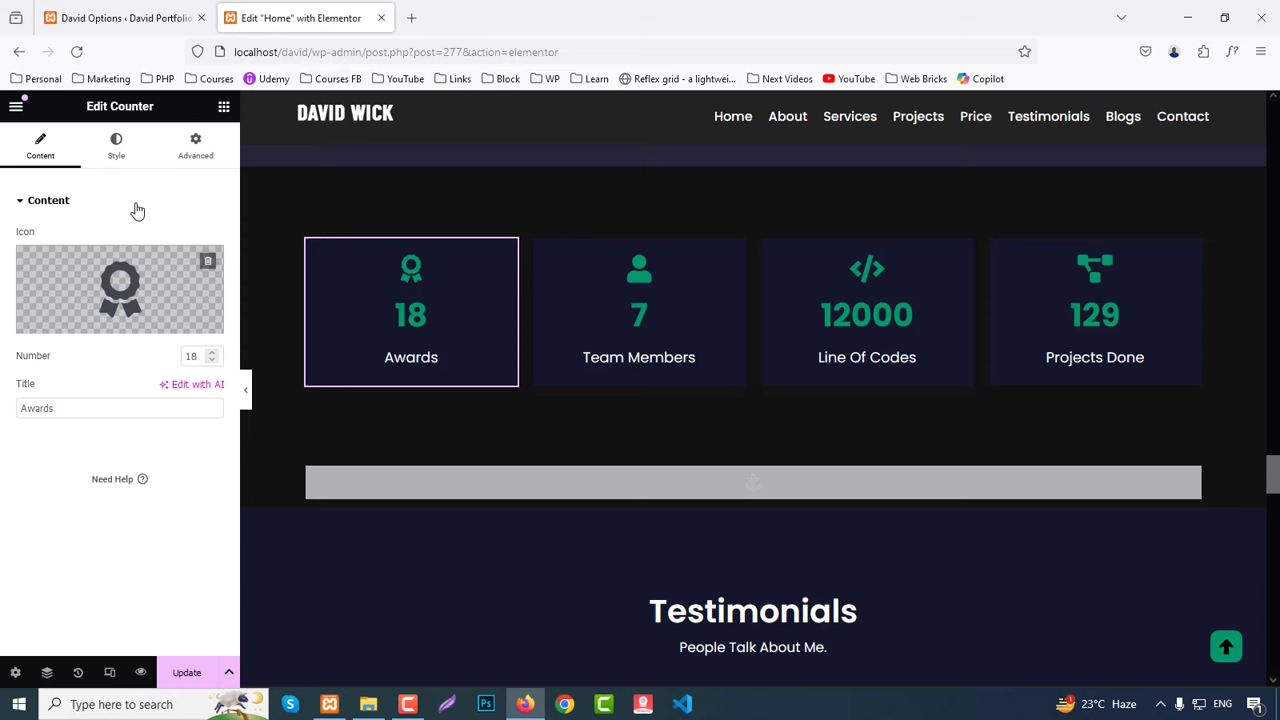 David Options ‹ David Portfolio
Edit "Home" with Elementor
localhost/david/wp-admin/post.php?post=277&action=elementor
Personal Marketing PHP Courses Udemy Courses FB YouTube Links Block WP Learn Reflex grid - a lightwei... Next Videos YouTube Web Bricks Copilot
Edit Counter
Content Style Advanced
Content
Icon
Number 18
Title Edit with AI
Awards
Need Help
Update
DAVID WICK
Home About Services Projects Price Testimonials Blogs Contact
18 7 12000 129
Awards Team Members Line Of Codes Projects Done
Testimonials
People Talk About Me.
Type here to search
23°C Haze
ENG